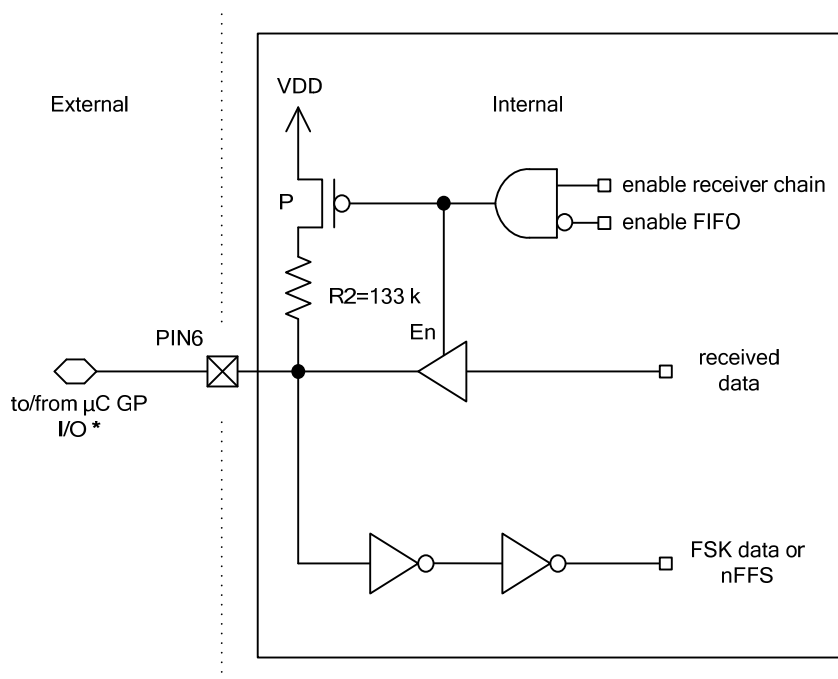 External
VDD
Internal
P
enable receiver chain
enable FIFO
R2=133 k
PIN6
En
received
data
to/from µC GP
I/O *
FSK data or
nFFS